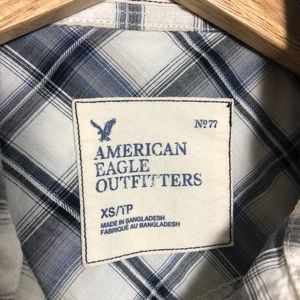 Nº77
AMERICAN
EAGLE
OUTFITTERS
XS/TP
MADE IN BANGLADESH
FABRIQUÉ AU BANGLADESH